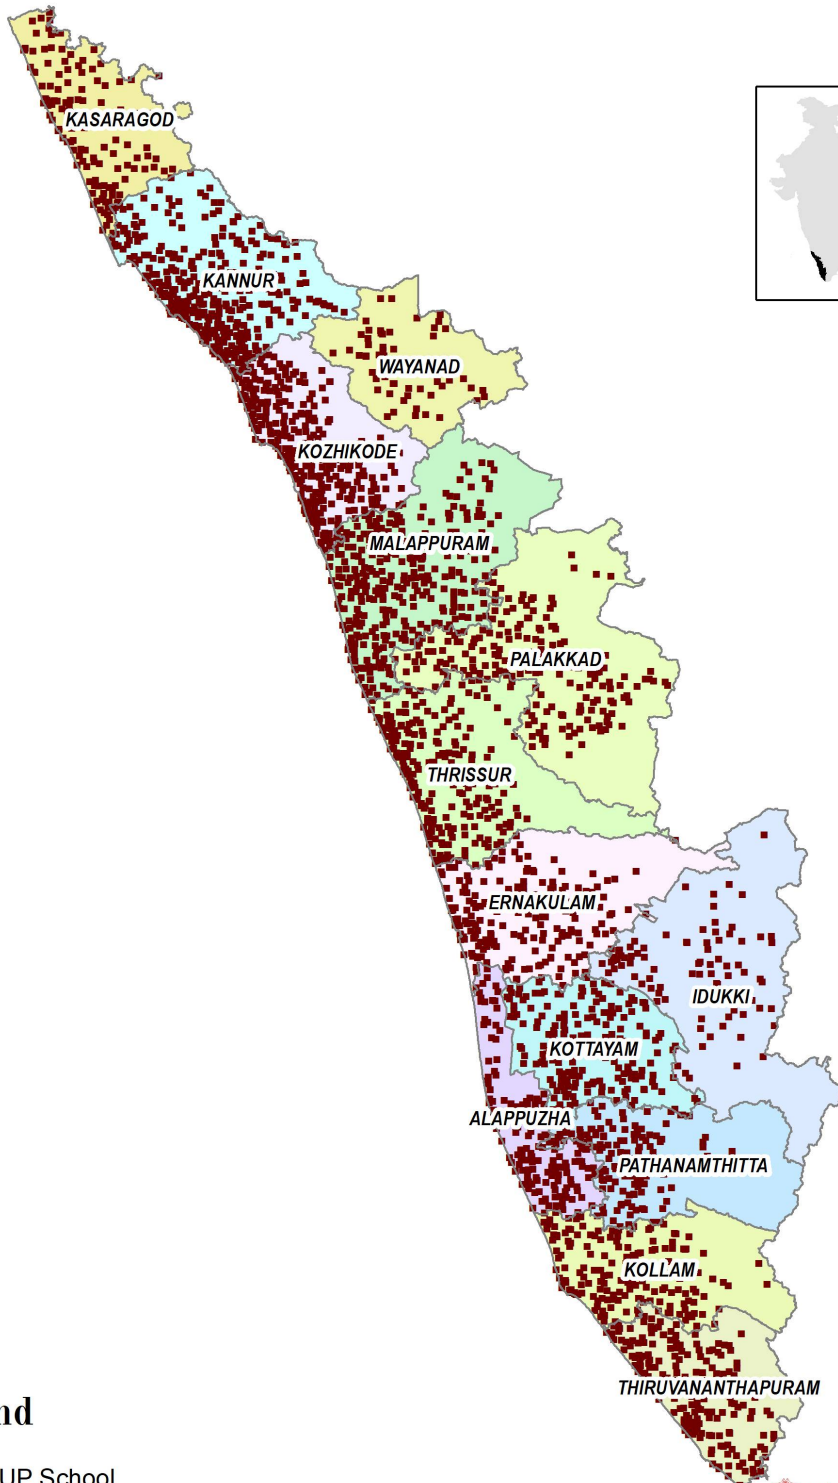 KASARAGOD
KANNUR
WAYANAD
KOZHIKODE
MALAPPURAM
PALAKKAD
THRISSUR
ERNAKULAM
IDUKKI
KOTTAYAM
ALAPPUZHA
PATHANAMTHITTA
KOLLAM
THIRUVANANTHAPURAM
nd
UP School